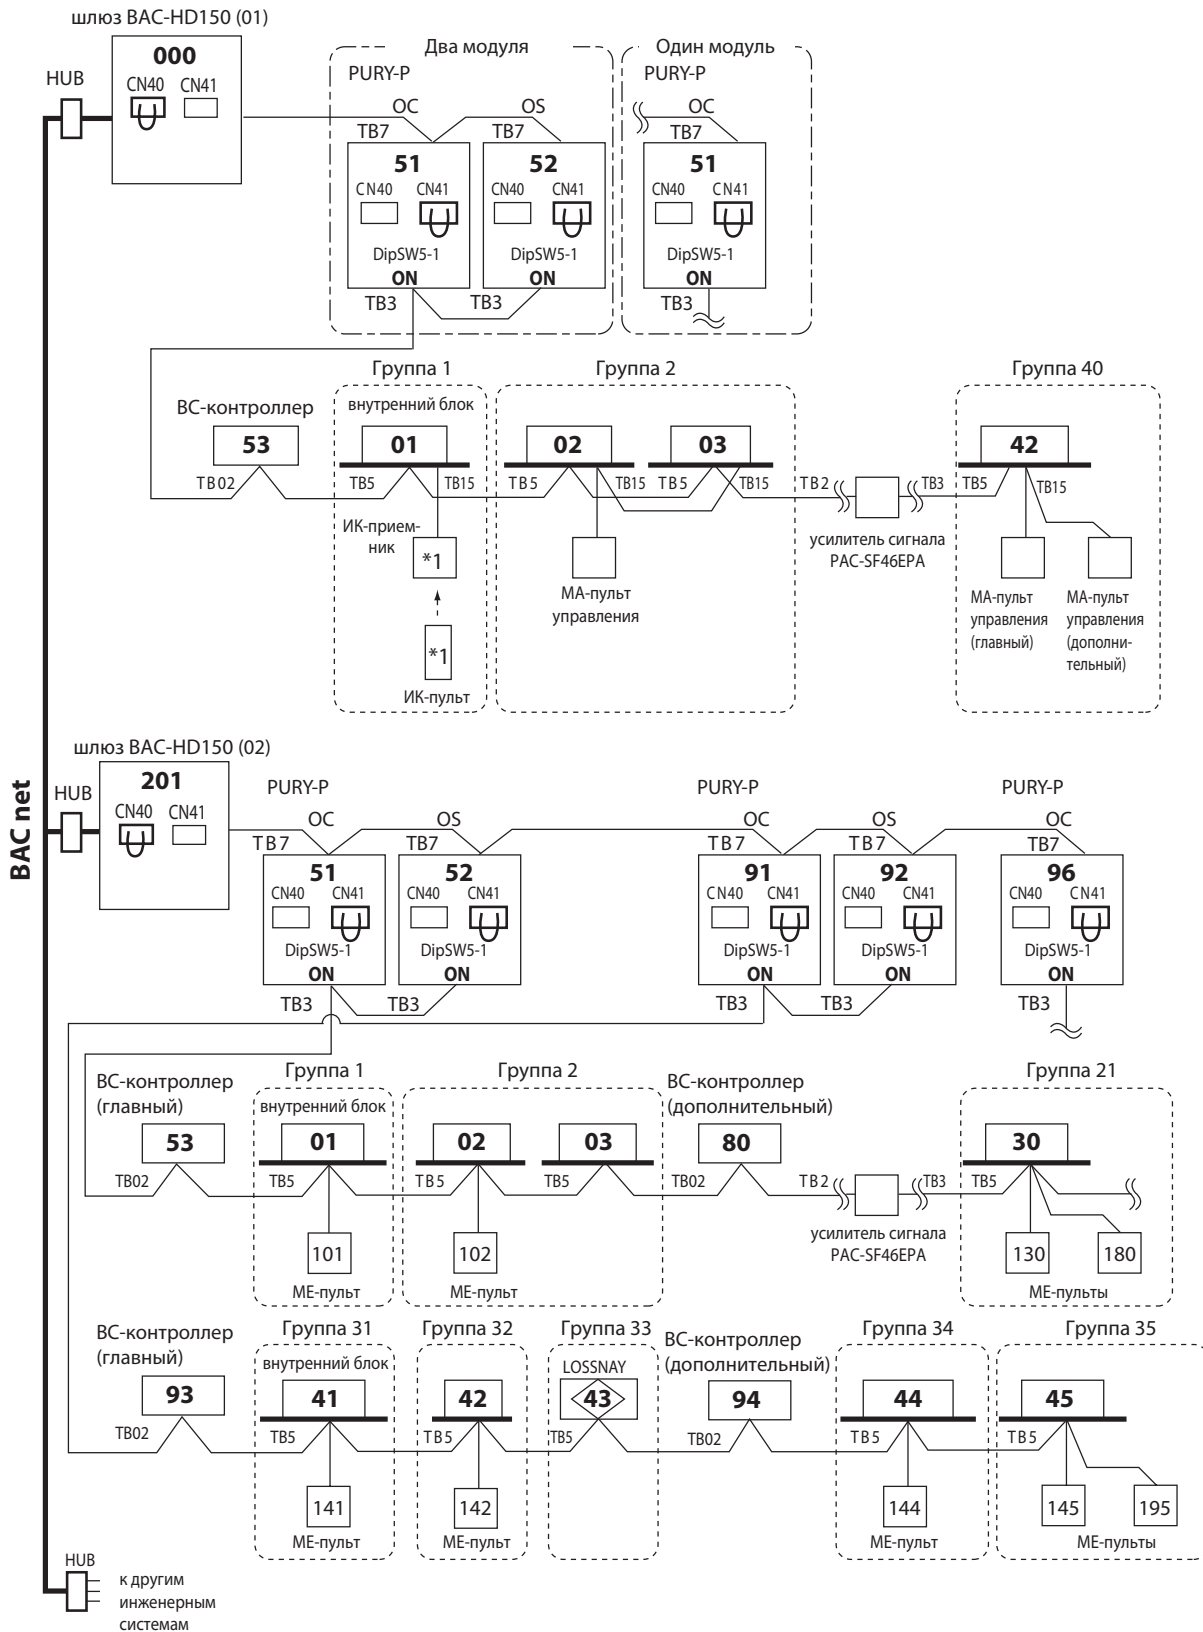 шлюз BAC-HD150 (01)
HUB
000
CN40 CN41
Два модуля
PURY-P
OC OS
TB7 TB7
51 52
CN40 CN41 CN40 CN41
DipSW5-1 DipSW5-1
ON ON
TB3 TB3
Один модуль
PURY-P
OC
TB7
51
CN40 CN41
DipSW5-1
ON
TB3
Группа 1 Группа 2 Группа 40
BC-контроллер
внутренний блок
53 01 02 03 42
TB02 TB5 TB15 TB5 TB15 TB5 TB15 TB2 TB3 TB5 TB15
ИК-прием-
ник
*1
*1
ИК-пульт
МА-пульт
управления
усилитель сигнала
PAC-SF46EPA
МА-пульт
управления
(главный)
МА-пульт
управления
(дополни-
тельный)
BAC net
шлюз BAC-HD150 (02)
HUB
201
CN40 CN41
PURY-P PURY-P PURY-P
OC OS OC OS OC
TB7 TB7 TB7 TB7 TB7
51 52 91 92 96
CN40 CN41 CN40 CN41 CN40 CN41 CN40 CN41 CN40 CN41
DipSW5-1 DipSW5-1 DipSW5-1 DipSW5-1 DipSW5-1
ON ON ON ON ON
TB3 TB3 TB3 TB3 TB3
BC-контроллер
(главный)
Группа 1 Группа 2
BC-контроллер
(дополнительный)
Группа 21
внутренний блок
53 01 02 03 80 30
TB02 TB5 TB5 TB5 TB02 TB2 TB3 TB5
усилитель сигнала
PAC-SF46EPA
101 102 130 180
МЕ-пульт МЕ-пульт МЕ-пульты
BC-контроллер
(главный)
Группа 31 Группа 32 Группа 33
BC-контроллер
(дополнительный)
Группа 34 Группа 35
внутренний блок
LOSSNAY
93 41 42 43 94 44 45
TB02 TB5 TB5 TB5 TB02 TB5 TB5
141 142 144 145 195
МЕ-пульт МЕ-пульт МЕ-пульт МЕ-пульты
HUB
к другим
инженерным
системам